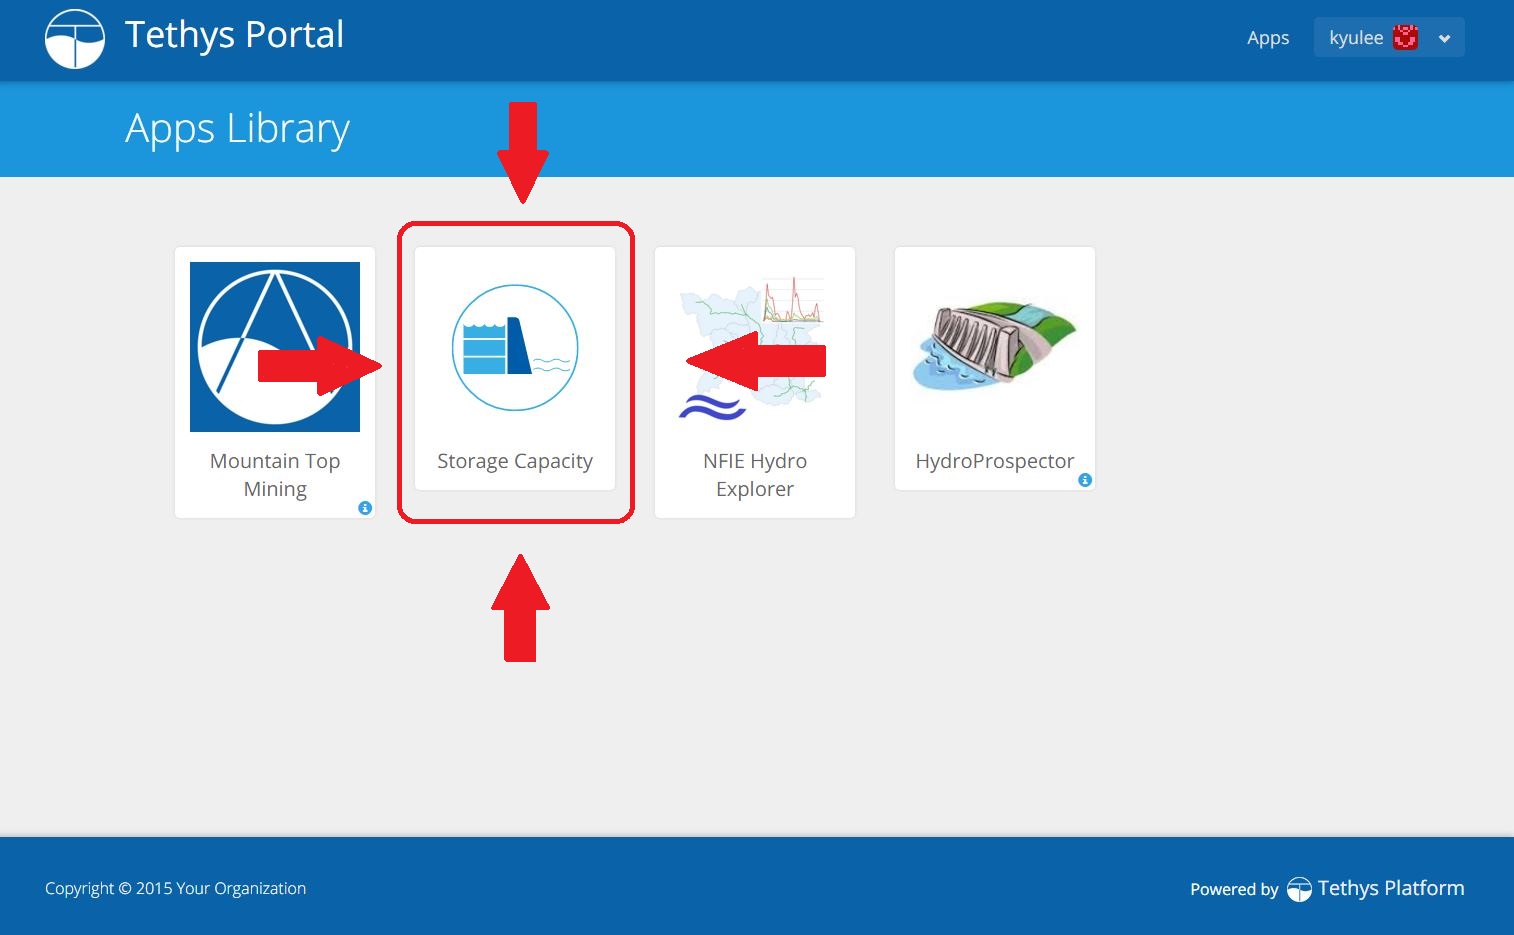 Tethys Portal
Apps
kyulee
Apps Library
Mountain Top
Mining
Storage Capacity
NFIE Hydro
Explorer
HydroProspector
Copyright © 2015 Your Organization
Powered by Tethys Platform